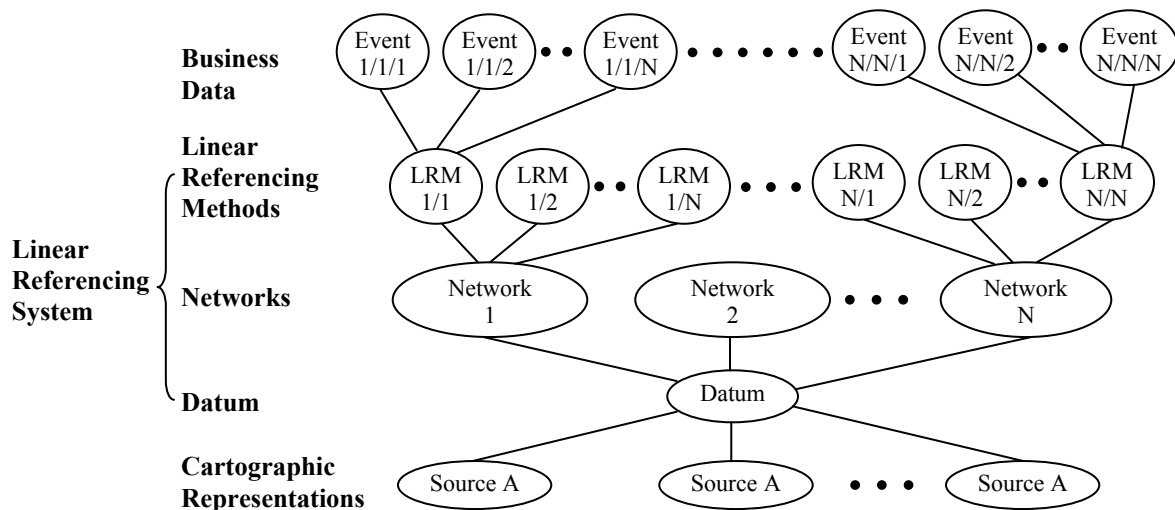 Business
Data
Event
1/1/1
Event
1/1/2
Event
1/1/N
Event
N/N/1
Event
N/N/2
Event
N/N/N
Linear
Referencing
Methods
LRM
1/1
LRM
1/2
LRM
1/N
LRM
N/1
LRM
N/2
LRM
N/N
Linear
Referencing
System
Networks
Network
1
Network
2
Network
N
Datum
Datum
Cartographic
Representations
Source A
Source A
Source A